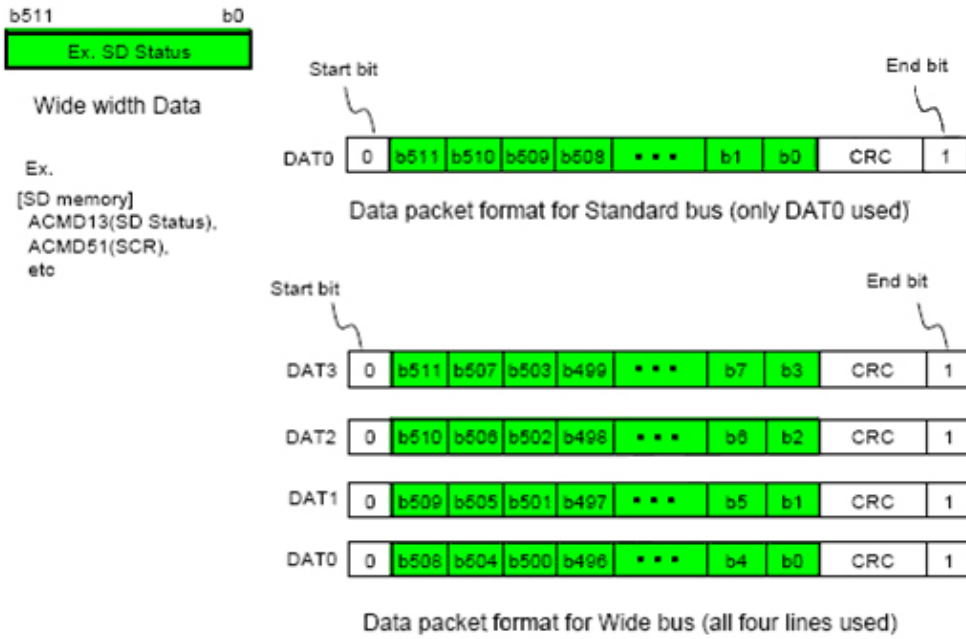 b511 b0
Ex. SD Status
Wide width Data
Ex.
[SD memory]
ACMD13(SD Status),
ACMD51(SCR),
etc
Start bit End bit
DAT0 0 b511 b510 b509 b508 ▪ ▪ ▪ b1 b0 CRC 1
Data packet format for Standard bus (only DAT0 used)
Start bit End bit
DAT3 0 b511 b507 b503 b499 ▪ ▪ ▪ b7 b3 CRC 1
DAT2 0 b510 b506 b502 b498 ▪ ▪ ▪ b6 b2 CRC 1
DAT1 0 b509 b505 b501 b497 ▪ ▪ ▪ b5 b1 CRC 1
DAT0 0 b508 b504 b500 b496 ▪ ▪ ▪ b4 b0 CRC 1
Data packet format for Wide bus (all four lines used)